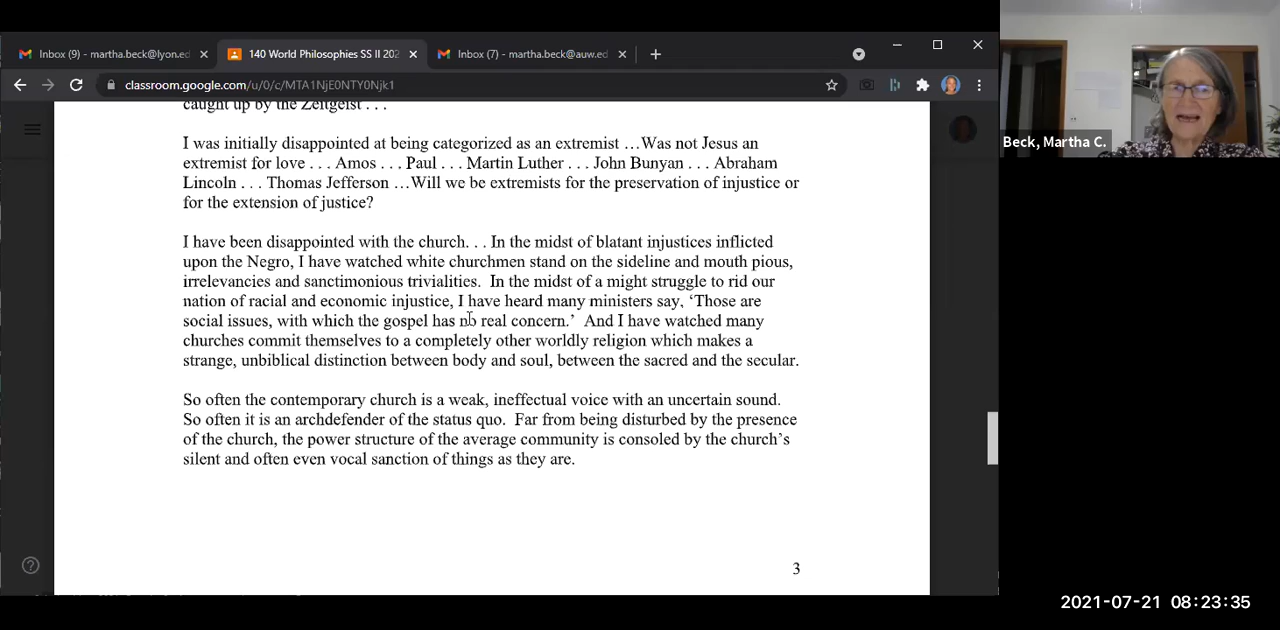 Inbox (9) - martha.beck@lyon.ed
140 World Philosophies SS II 202
Inbox (7) - martha.beck@auw.ed
classroom.google.com/u/0/c/MTA1NjE0NTY0Njk1
caught up by the Zeitgeist . . .
I was initially disappointed at being categorized as an extremist …Was not Jesus an
extremist for love . . . Amos . . . Paul . . . Martin Luther . . . John Bunyan . . . Abraham
Lincoln . . . Thomas Jefferson …Will we be extremists for the preservation of injustice or
for the extension of justice?
I have been disappointed with the church. . . In the midst of blatant injustices inflicted
upon the Negro, I have watched white churchmen stand on the sideline and mouth pious,
irrelevancies and sanctimonious trivialities. In the midst of a might struggle to rid our
nation of racial and economic injustice, I have heard many ministers say, ‘Those are
social issues, with which the gospel has no real concern.’ And I have watched many
churches commit themselves to a completely other worldly religion which makes a
strange, unbiblical distinction between body and soul, between the sacred and the secular.
So often the contemporary church is a weak, ineffectual voice with an uncertain sound.
So often it is an archdefender of the status quo. Far from being disturbed by the presence
of the church, the power structure of the average community is consoled by the church’s
silent and often even vocal sanction of things as they are.
3
Beck, Martha C.
2021-07-21 08:23:35